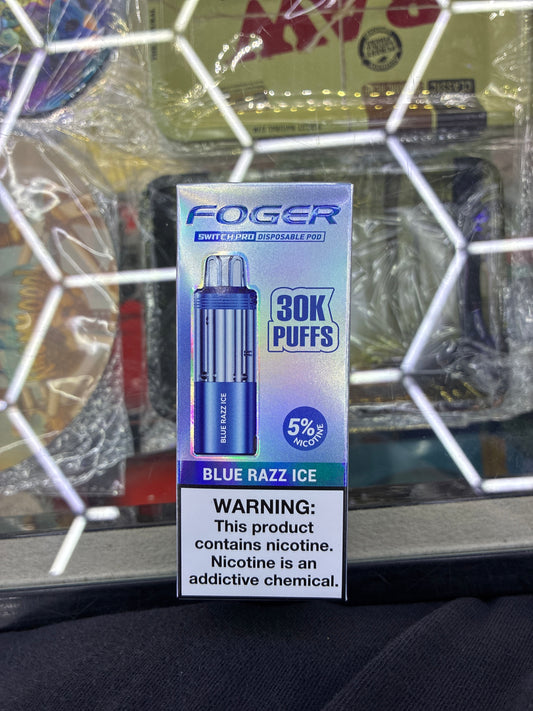 FOGER
SWITCH PRO DISPOSABLE POD
30K
PUFFS
BLUE RAZZ ICE
5%
NICOTINE
BLUE RAZZ ICE
WARNING:
This product
contains nicotine.
Nicotine is an
addictive chemical.